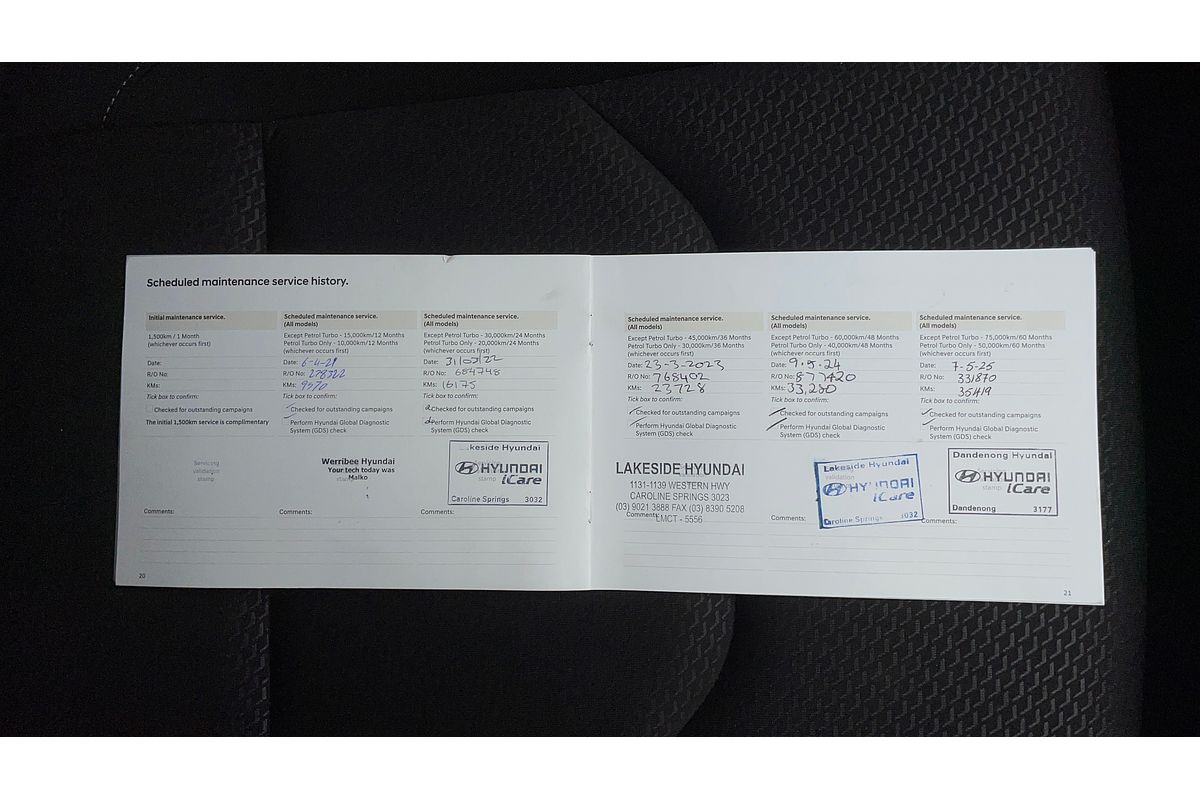 Scheduled maintenance service history.
Initial maintenance service.
1,500km / 1 Month
(whichever occurs first)
Date:
R/O No:
KMs:
Tick box to confirm:
Checked for outstanding campaigns
The initial 1,500km service is complimentary
Servicing
validation
stamp
Comments:
Scheduled maintenance service.
(All models)
Except Petrol Turbo - 15,000km/12 Months
Petrol Turbo Only - 10,000km/12 Months
(whichever occurs first)
Date: 6-4-21
R/O No: 278522
KMs: 9570
Tick box to confirm:
Checked for outstanding campaigns
Perform Hyundai Global Diagnostic
System (GDS) check
Werribee Hyundai
Your tech today was
Malko
Comments:
Scheduled maintenance service.
(All models)
Except Petrol Turbo - 30,000km/24 Months
Petrol Turbo Only - 20,000km/24 Months
(whichever occurs first)
Date: 31/03/22
R/O No: 684748
KMs: 16175
Tick box to confirm:
Checked for outstanding campaigns
Perform Hyundai Global Diagnostic
System (GDS) check
Lakeside Hyundai
HYUNDAI
stamp iCare
Caroline Springs 3032
Comments:
20
Scheduled maintenance service.
(All models)
Except Petrol Turbo - 45,000km/36 Months
Petrol Turbo Only - 30,000km/36 Months
(whichever occurs first)
Date: 23-3-2023
R/O No: 768402
KMs: 23728
Tick box to confirm:
Checked for outstanding campaigns
Perform Hyundai Global Diagnostic
System (GDS) check
LAKESIDE HYUNDAI
1131-1139 WESTERN HWY
CAROLINE SPRINGS 3023
(03) 9021 3888 FAX (03) 8390 5208
LMCT - 5556
Comments:
Scheduled maintenance service.
(All models)
Except Petrol Turbo - 60,000km/48 Months
Petrol Turbo Only - 40,000km/48 Months
(whichever occurs first)
Date: 9.5.24
R/O No: 877420
KMs: 33,280
Tick box to confirm:
Checked for outstanding campaigns
Perform Hyundai Global Diagnostic
System (GDS) check
Lakeside Hyundai
validation
HYUNDAI
iCare
Caroline Springs 3032
Comments:
Scheduled maintenance service.
(All models)
Except Petrol Turbo - 75,000km/60 Months
Petrol Turbo Only - 50,000km/60 Months
(whichever occurs first)
Date: 7-5-25
R/O No: 331870
KMs: 35419
Tick box to confirm:
Checked for outstanding campaigns
Perform Hyundai Global Diagnostic
System (GDS) check
Dandenong Hyundai
HYUNDAI
stamp iCare
Dandenong 3177
Comments:
21